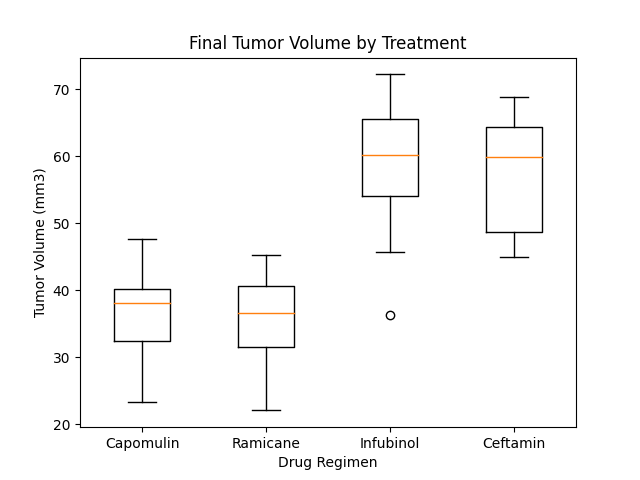 Final Tumor Volume by Treatment
Tumor Volume (mm3)
70
60
50
40
30
20
Capomulin
Ramicane
Infubinol
Ceftamin
Drug Regimen